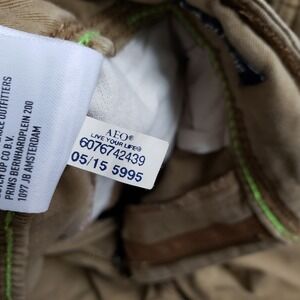 AEO®
LIVE YOUR LIFE®
6076742439
05/15 5995
OUTFITTERS
CO B.V.
PRINS BERNHARDPLEIN 200
1097 JB AMSTERDAM